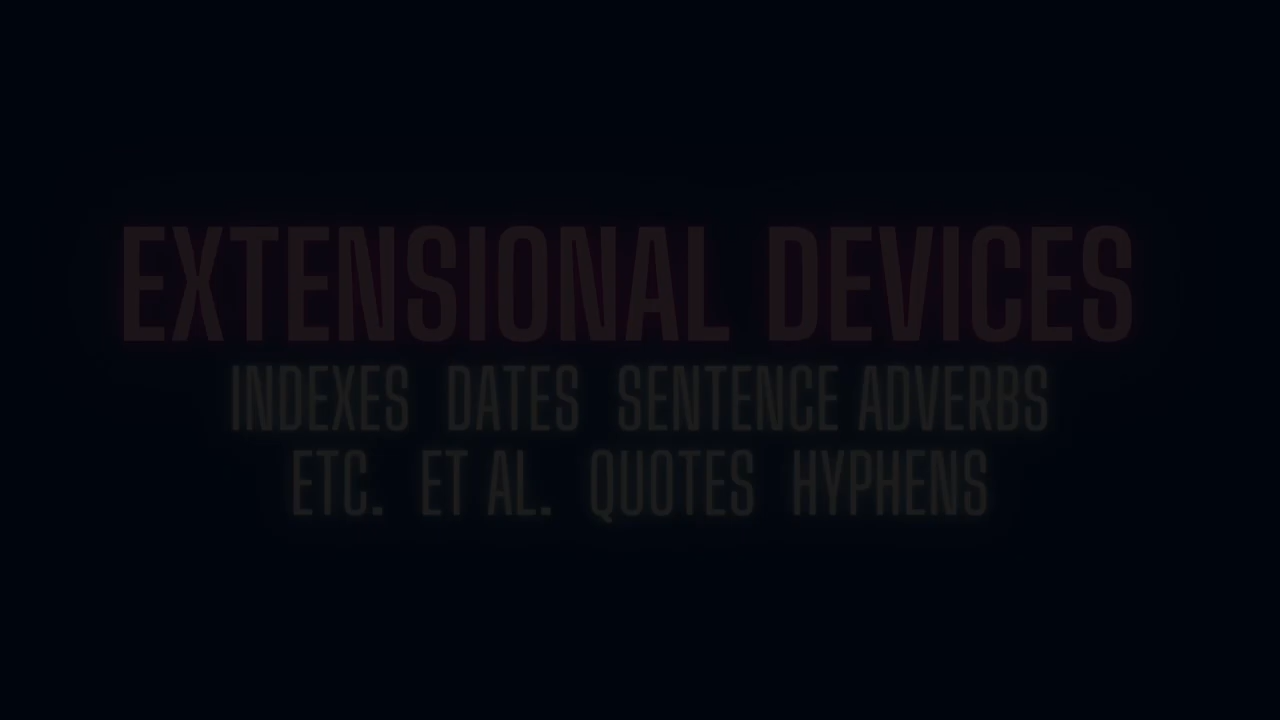 EXTENSIONAL DEVICES
INDEXES DATES SENTENCE ADVERBS
ETC. ET AL. QUOTES HYPHENS